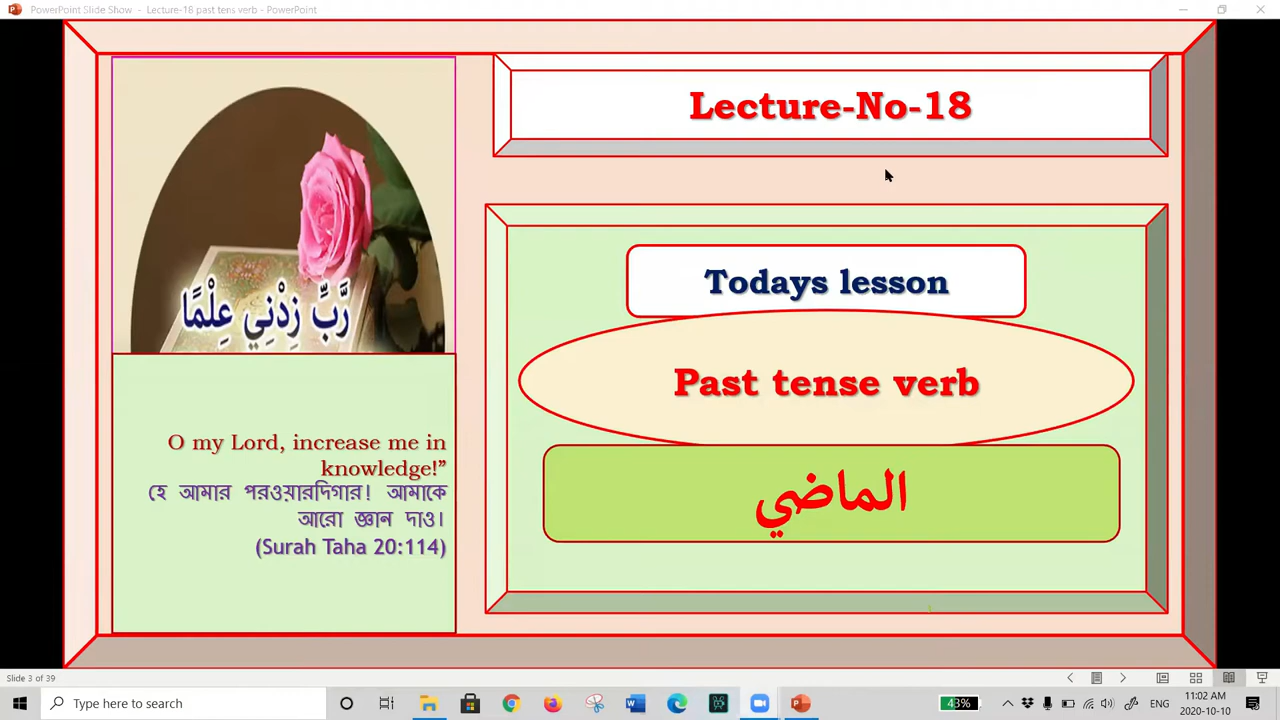 PowerPoint Slide Show - Lecture-18 past tens verb - PowerPoint
Lecture-No-18
Todays lesson
Past tense verb
الماضي
رَّبِّ زِدْنِي عِلْمًا
O my Lord, increase me in
knowledge!”
হে আমার পরওয়ারদিগার! আমাকে
আরো জ্ঞান দাও।
(Surah Taha 20:114)
Slide 3 of 39
Type here to search
43%
ENG
11:02 AM
2020-10-10